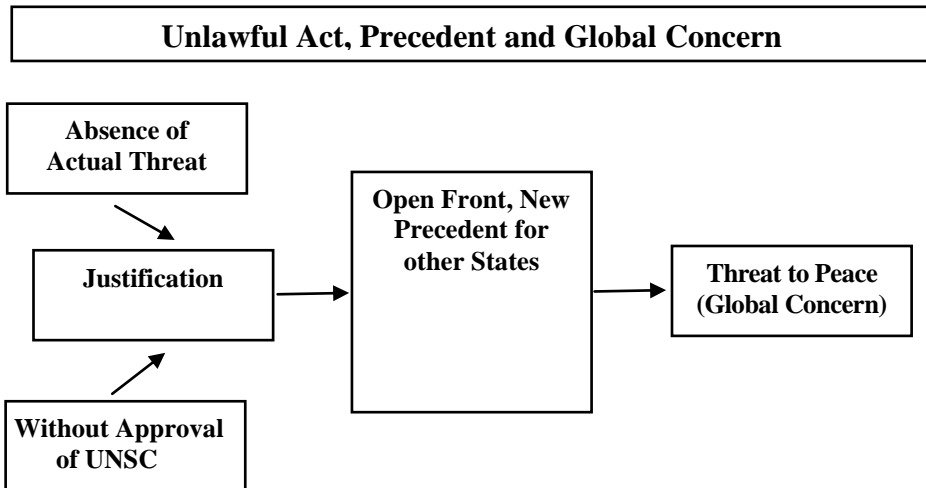 Unlawful Act, Precedent and Global Concern
Absence of
Actual Threat
Justification
Without Approval
of UNSC
Open Front, New
Precedent for
other States
Threat to Peace
(Global Concern)